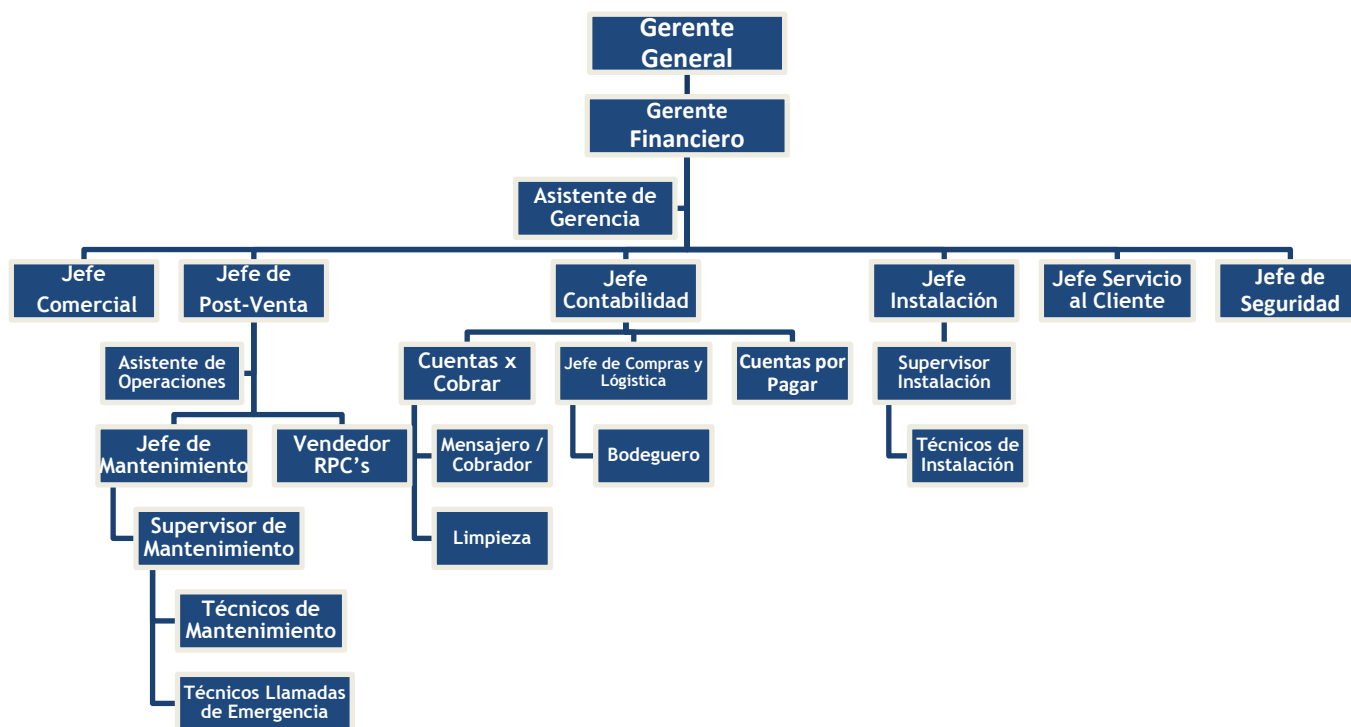 Gerente
General
Gerente
Financiero
Asistente de
Gerencia
Jefe
Comercial
Jefe de
Post-Venta
Jefe
Contabilidad
Jefe
Instalación
Jefe Servicio
al Cliente
Jefe de
Seguridad
Asistente de
Operaciones
Cuentas x
Cobrar
Jefe de Compras y
Lógistica
Cuentas por
Pagar
Supervisor
Instalación
Jefe de
Mantenimiento
Vendedor
RPC’s
Mensajero /
Cobrador
Bodeguero
Técnicos de
Instalación
Supervisor de
Mantenimiento
Limpieza
Técnicos de
Mantenimiento
Técnicos Llamadas
de Emergencia